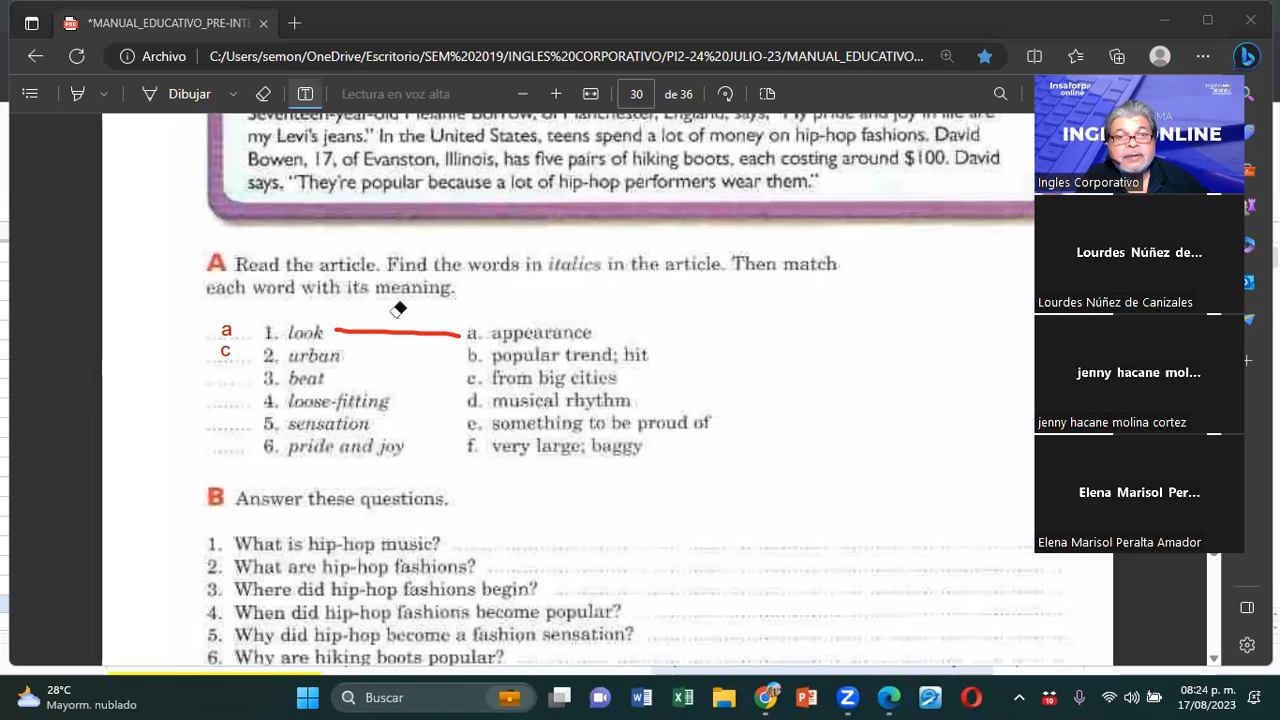 *MANUAL_EDUCATIVO_PRE-INTE
Archivo
C:/Users/semon/OneDrive/Escritorio/SEM%202019/INGLES%20CORPORATIVO/PI2-24%20JULIO-23/MANUAL_EDUCATIVO_P...
Dibujar
Lectura en voz alta
30
de 36
my Levi's jeans." In the United States, teens spend a lot of money on hip-hop fashions. David
Bowen, 17, of Evanston, Illinois, has five pairs of hiking boots, each costing around $100. David
says, "They're popular because a lot of hip-hop performers wear them."
A Read the article. Find the words in italics in the article. Then match
each word with its meaning.
a 1. look a. appearance
c 2. urban b. popular trend; hit
3. beat c. from big cities
4. loose-fitting d. musical rhythm
5. sensation e. something to be proud of
6. pride and joy f. very large; baggy
B Answer these questions.
1. What is hip-hop music?
2. What are hip-hop fashions?
3. Where did hip-hop fashions begin?
4. When did hip-hop fashions become popular?
5. Why did hip-hop become a fashion sensation?
6. Why are hiking boots popular?
Insaforp
online
INGL ONLINE
Ingles Corporativo
Lourdes Núñez de...
Lourdes Núñez de Canizales
jenny hacane mol...
jenny hacane molina cortez
Elena Marisol Per...
Elena Marisol Peralta Amador
28°C
Mayorm. nublado
Buscar
10
08:24 p. m.
17/08/2023